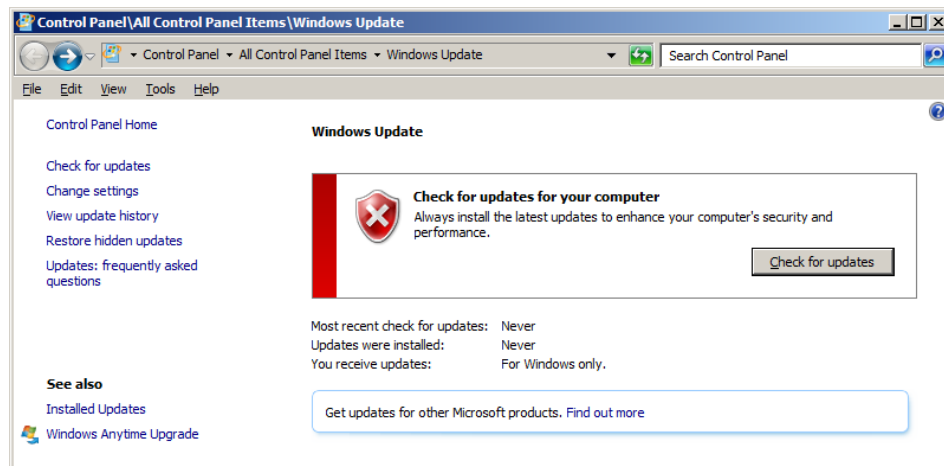 Control Panel\All Control Panel Items\Windows Update
Control Panel All Control Panel Items Windows Update
Search Control Panel
File Edit View Tools Help
Control Panel Home
Check for updates
Change settings
View update history
Restore hidden updates
Updates: frequently asked
questions
See also
Installed Updates
Windows Anytime Upgrade
Windows Update
Check for updates for your computer
Always install the latest updates to enhance your computer's security and
performance.
Check for updates
Most recent check for updates: Never
Updates were installed: Never
You receive updates: For Windows only.
Get updates for other Microsoft products. Find out more